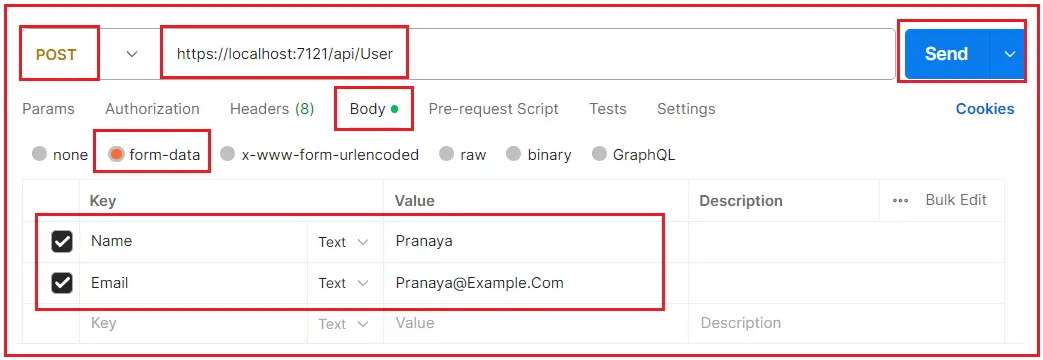 POST https://localhost:7121/api/User Send
Params Authorization Headers (8) Body Pre-request Script Tests Settings Cookies
none form-data x-www-form-urlencoded raw binary GraphQL
Key Value Description ••• Bulk Edit
Name Text Pranaya
Email Text Pranaya@Example.Com
Key Text Value Description